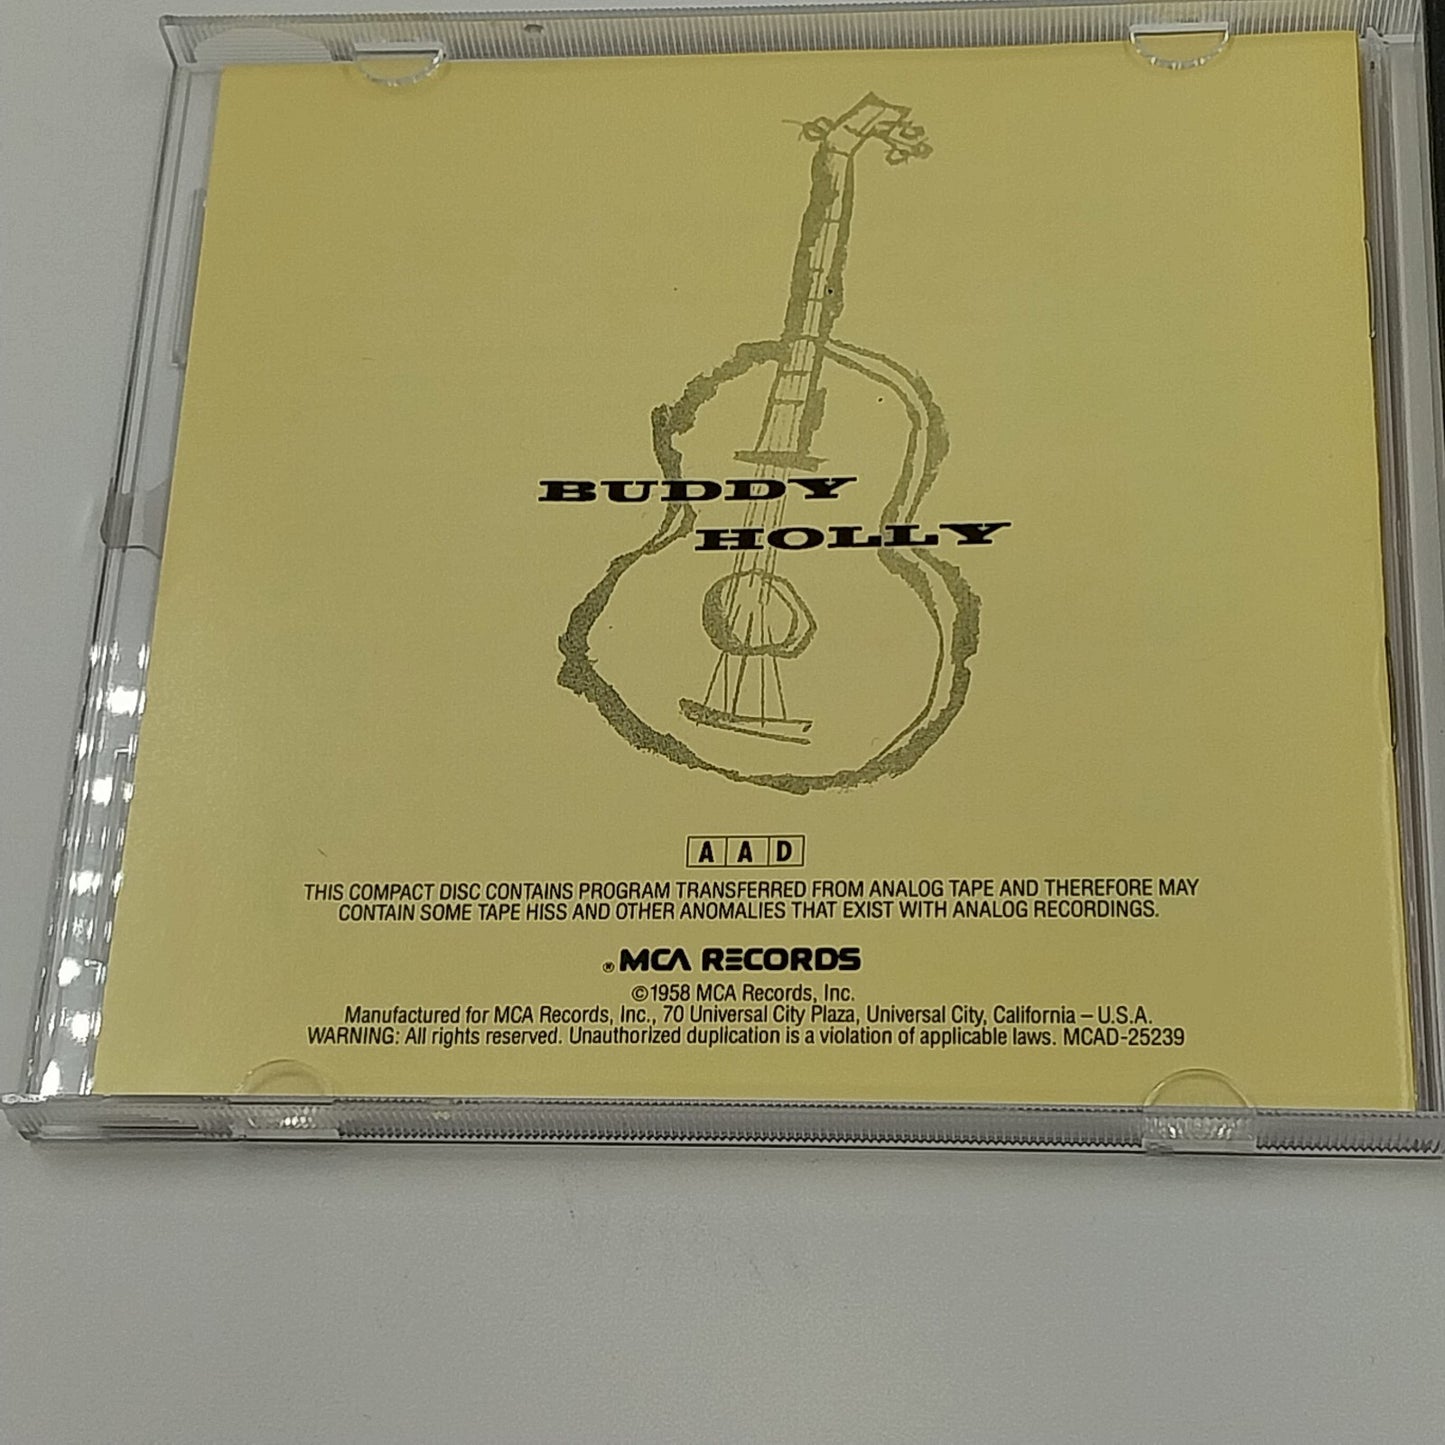 BUDDY
HOLLY
A A D
THIS COMPACT DISC CONTAINS PROGRAM TRANSFERRED FROM ANALOG TAPE AND THEREFORE MAY
CONTAIN SOME TAPE HISS AND OTHER ANOMALIES THAT EXIST WITH ANALOG RECORDINGS.
® MCA RECORDS
©1958 MCA Records, Inc.
Manufactured for MCA Records, Inc., 70 Universal City Plaza, Universal City, California – U.S.A.
WARNING: All rights reserved. Unauthorized duplication is a violation of applicable laws. MCAD-25239